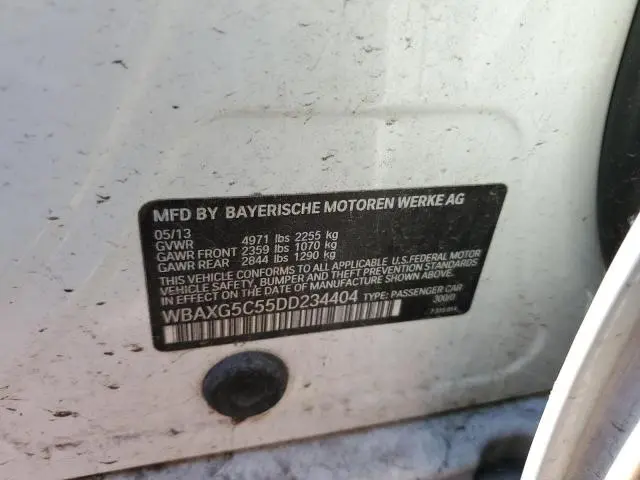 MFD BY BAYERISCHE MOTOREN WERKE AG
05/13
GVWR 4971 lbs 2255 kg
GAWR FRONT 2359 lbs 1070 kg
GAWR REAR 2844 lbs 1290 kg
THIS VEHICLE CONFORMS TO ALL APPLICABLE U.S.FEDERAL MOTOR
VEHICLE SAFETY, BUMPER, AND THEFT PREVENTION STANDARDS
IN EFFECT ON THE DATE OF MANUFACTURE SHOWN ABOVE.
WBAXG5C55DD234404 TYPE: PASSENGER CAR
300/0